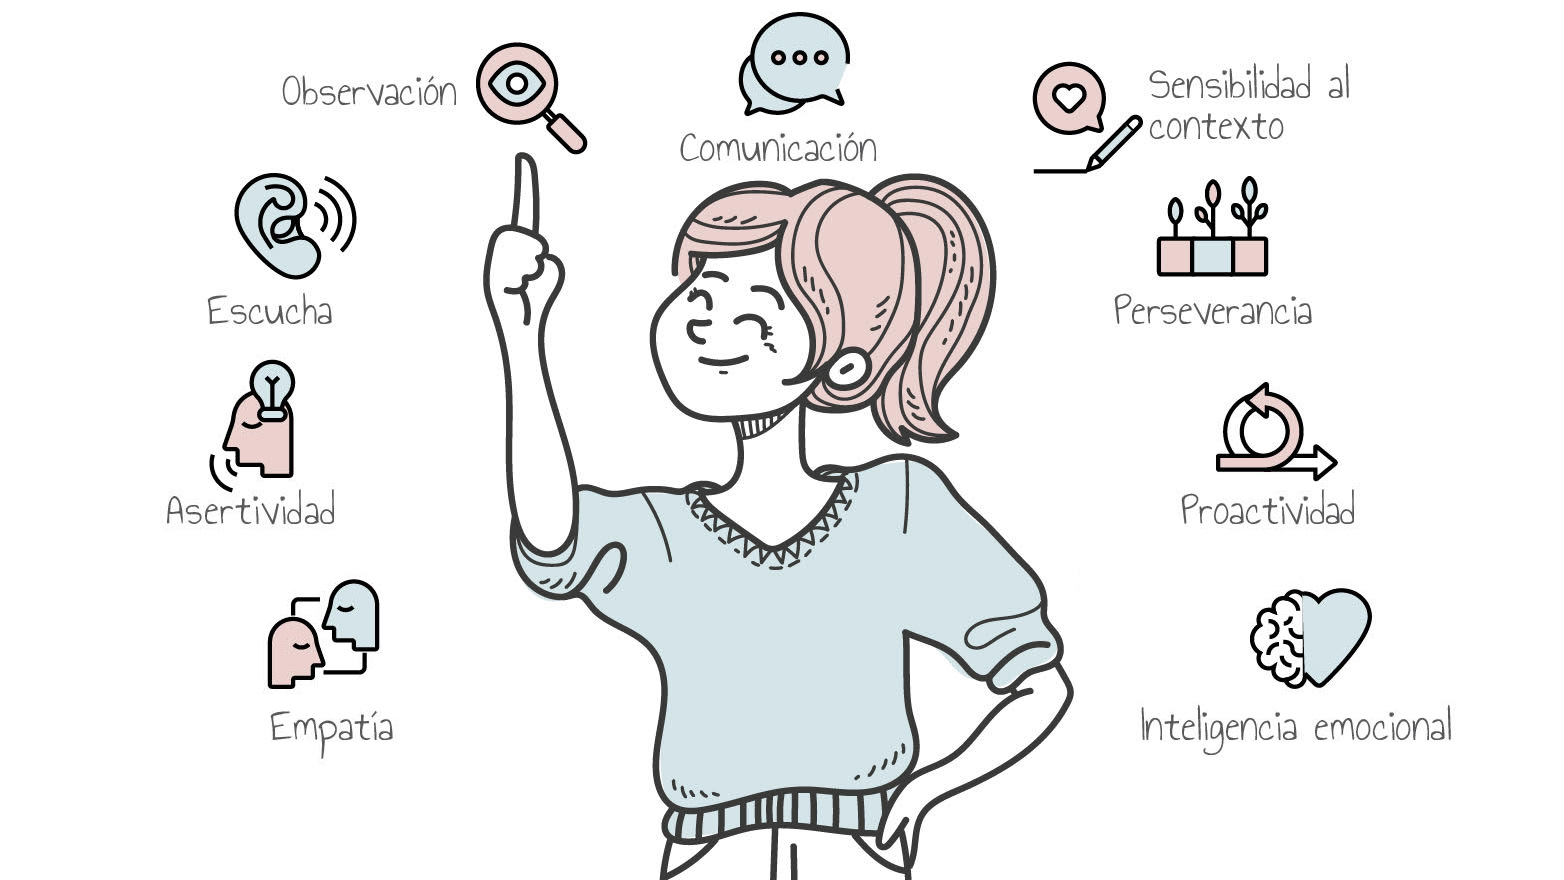 Observación
Comunicación
Sensibilidad al
contexto
Escucha
Perseverancia
Asertividad
Proactividad
Empatía
Inteligencia emocional